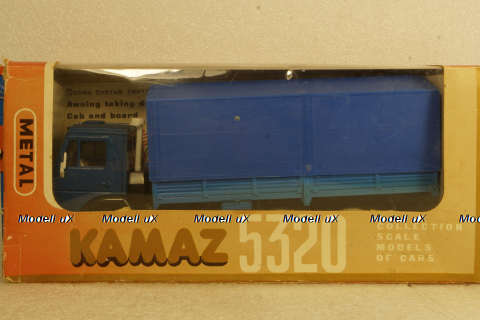 Awning taking d
Cab and board
METAL
Modell uX Modell uX Modell uX Modell uX Modell uX Mo
KAMAZ 5320
COLLECTION
SCALE
MODELS
OF CARS